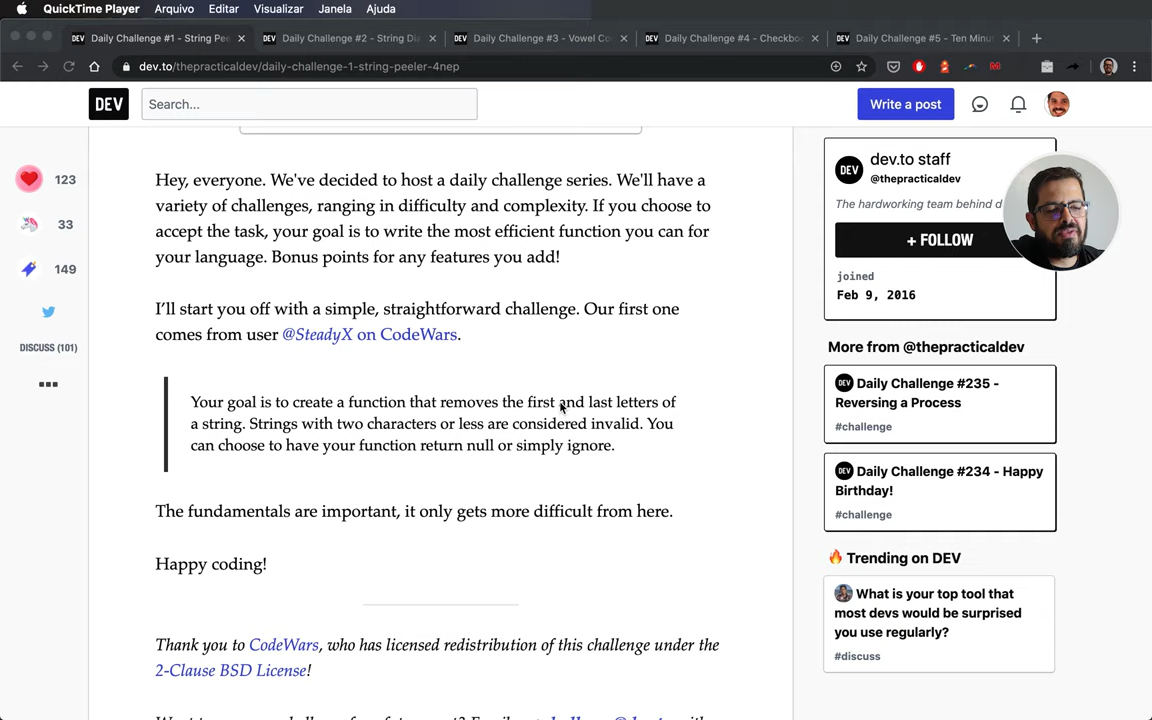 QuickTime Player Arquivo Editar Visualizar Janela Ajuda
DEV Daily Challenge #1 - String Pee
DEV Daily Challenge #2 - String Dia
DEV Daily Challenge #3 - Vowel Co
DEV Daily Challenge #4 - Checkbo
DEV Daily Challenge #5 - Ten Minut
dev.to/thepracticaldev/daily-challenge-1-string-peeler-4nep
DEV
Search...
Write a post
123
33
149
DISCUSS (101)
Hey, everyone. We've decided to host a daily challenge series. We'll have a
variety of challenges, ranging in difficulty and complexity. If you choose to
accept the task, your goal is to write the most efficient function you can for
your language. Bonus points for any features you add!
I'll start you off with a simple, straightforward challenge. Our first one
comes from user @SteadyX on CodeWars.
Your goal is to create a function that removes the first and last letters of
a string. Strings with two characters or less are considered invalid. You
can choose to have your function return null or simply ignore.
The fundamentals are important, it only gets more difficult from here.
Happy coding!
Thank you to CodeWars, who has licensed redistribution of this challenge under the
2-Clause BSD License!
DEV
dev.to staff
@thepracticaldev
The hardworking team behind d
+ FOLLOW
joined
Feb 9, 2016
More from @thepracticaldev
DEV Daily Challenge #235 -
Reversing a Process
#challenge
DEV Daily Challenge #234 - Happy
Birthday!
#challenge
Trending on DEV
What is your top tool that
most devs would be surprised
you use regularly?
#discuss